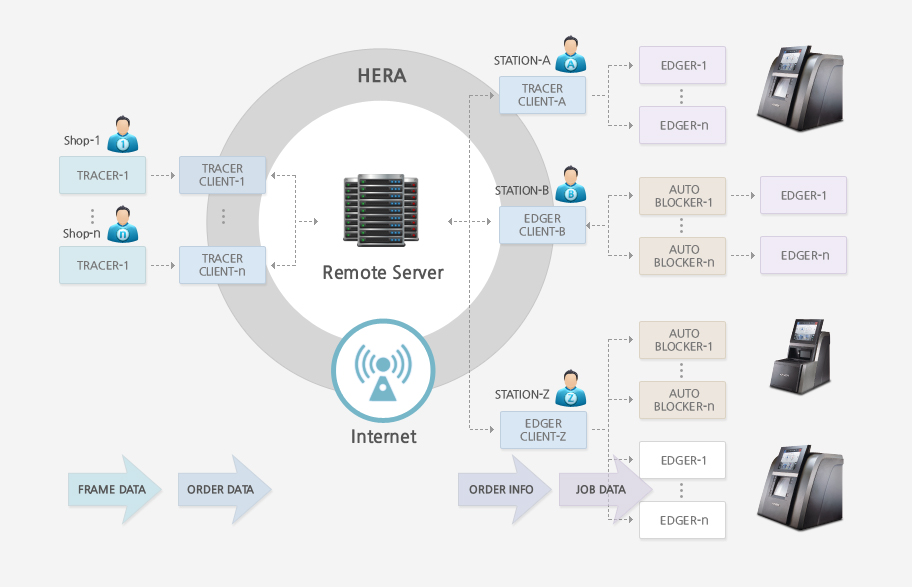 HERA
Shop-1
1
TRACER-1
TRACER
CLIENT-1
Shop-n
n
TRACER-1
TRACER
CLIENT-n
Remote Server
Internet
STATION-A
A
TRACER
CLIENT-A
EDGER-1
EDGER-n
STATION-B
B
EDGER
CLIENT-B
AUTO
BLOCKER-1
EDGER-1
AUTO
BLOCKER-n
EDGER-n
STATION-Z
Z
EDGER
CLIENT-Z
AUTO
BLOCKER-1
AUTO
BLOCKER-n
EDGER-1
EDGER-n
FRAME DATA
ORDER DATA
ORDER INFO
JOB DATA